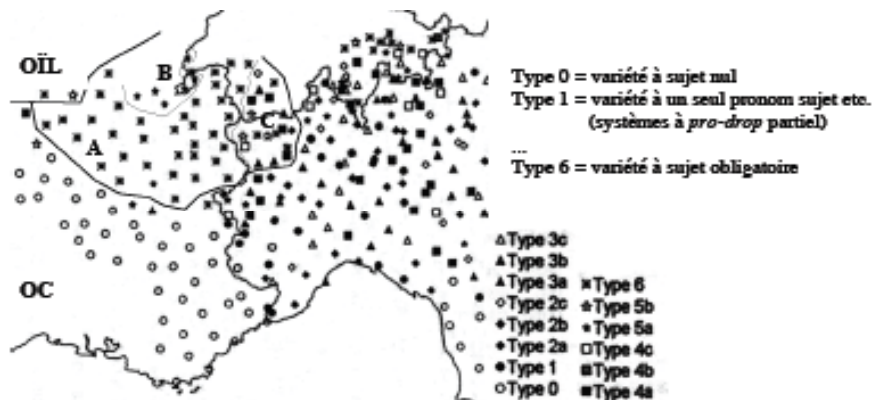 OÏL
B
A
C
OC
Type 0 = variété à sujet nul
Type 1 = variété à un seul pronom sujet etc.
(systèmes à pro-drop partiel)
...
Type 6 = variété à sujet obligatoire
Type 3c
Type 3b
Type 3a
Type 2c
Type 2b
Type 2a
Type 1
Type 0
Type 6
Type 5b
Type 5a
Type 4c
Type 4b
Type 4a